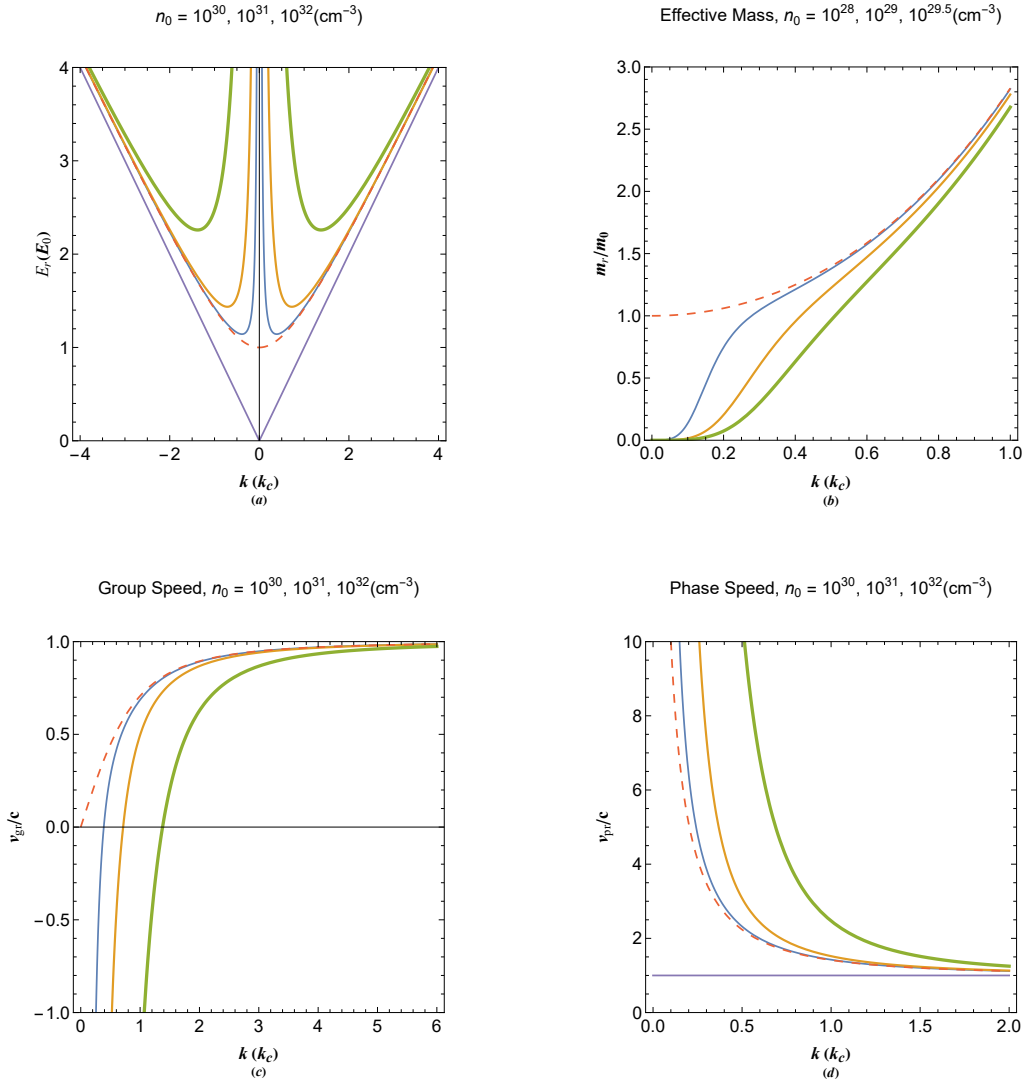 n₀ = 10³⁰, 10³¹, 10³²(cm⁻³)
4
3
2
1
0
Eᵣ(E₀)
−4
−2
0
2
4
k (k_c)
(a)
Effective Mass, n₀ = 10²⁸, 10²⁹, 10²⁹·⁵(cm⁻³)
3.0
2.5
2.0
1.5
1.0
0.5
0.0
mᵣ/m₀
0.0
0.2
0.4
0.6
0.8
1.0
k (k_c)
(b)
Group Speed, n₀ = 10³⁰, 10³¹, 10³²(cm⁻³)
1.0
0.5
0.0
−0.5
−1.0
v_gr/c
0
1
2
3
4
5
6
k (k_c)
(c)
Phase Speed, n₀ = 10³⁰, 10³¹, 10³²(cm⁻³)
10
8
6
4
2
0
v_pr/c
0.0
0.5
1.0
1.5
2.0
k (k_c)
(d)